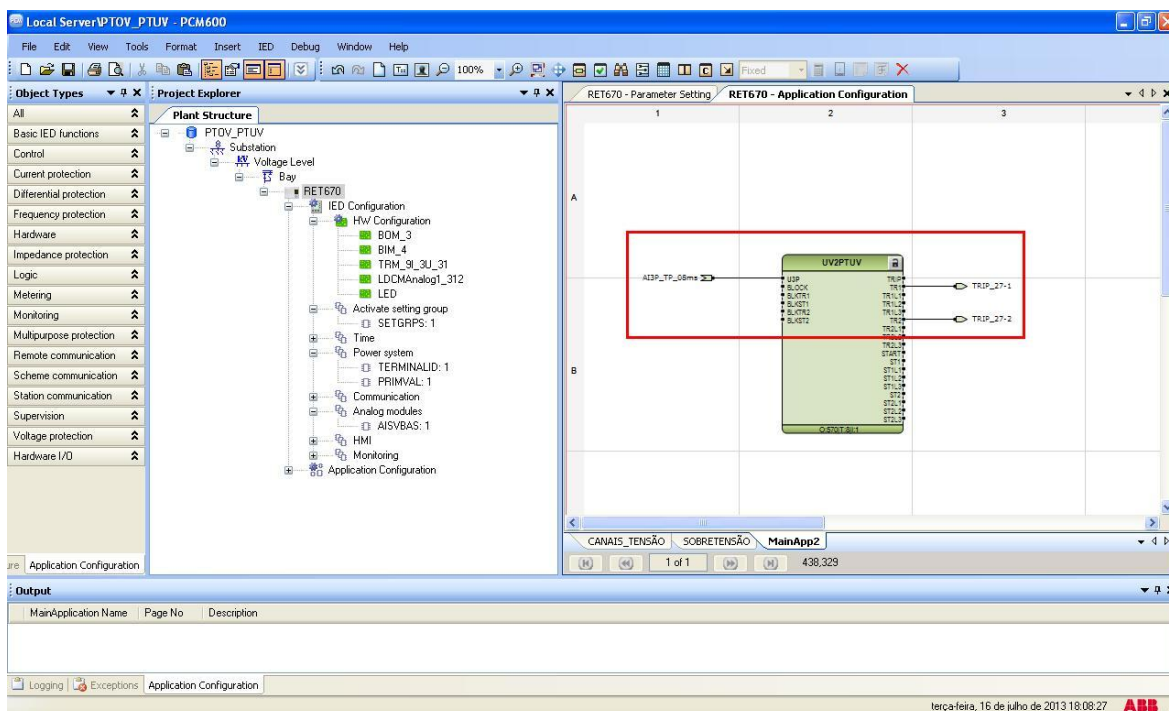 Local Server\PTOV_PTUV - PCM600
File Edit View Tools Format Insert IED Debug Window Help
100%
Fixed
Object Types
All
Basic IED functions
Control
Current protection
Differential protection
Frequency protection
Hardware
Impedance protection
Logic
Metering
Monitoring
Multipurpose protection
Remote communication
Scheme communication
Station communication
Supervision
Voltage protection
Hardware I/O
Application Configuration
Project Explorer
Plant Structure
PTOV_PTUV
Substation
Voltage Level
Bay
RET670
IED Configuration
HW Configuration
BOM_3
BIM_4
TRM_9I_3U_31
LDCMAnalog1_312
LED
Activate setting group
SETGRPS: 1
Time
Power system
TERMINALID: 1
PRIMVAL: 1
Communication
Analog modules
AISVBAS: 1
HMI
Monitoring
Application Configuration
RET670 - Parameter Setting RET670 - Application Configuration
1 2 3
A
B
UV2PTUV
AI3P_TP_08ms
U3P
BLOCK
BLKTR1
BLKST1
BLKTR2
BLKST2
TRIP
TR1
TR1L1
TR1L2
TR1L3
TR2
TR2L1
TR2L2
TR2L3
START
ST1
ST1L1
ST1L2
ST1L3
ST2
ST2L1
ST2L2
ST2L3
TRIP_27-1
TRIP_27-2
CANAIS_TENSÃO SOBRETENSÃO MainApp2
1 of 1 438,329
Output
MainApplication Name Page No Description
Logging Exceptions Application Configuration
terça-feira, 16 de julho de 2013 18:08:27 ABB